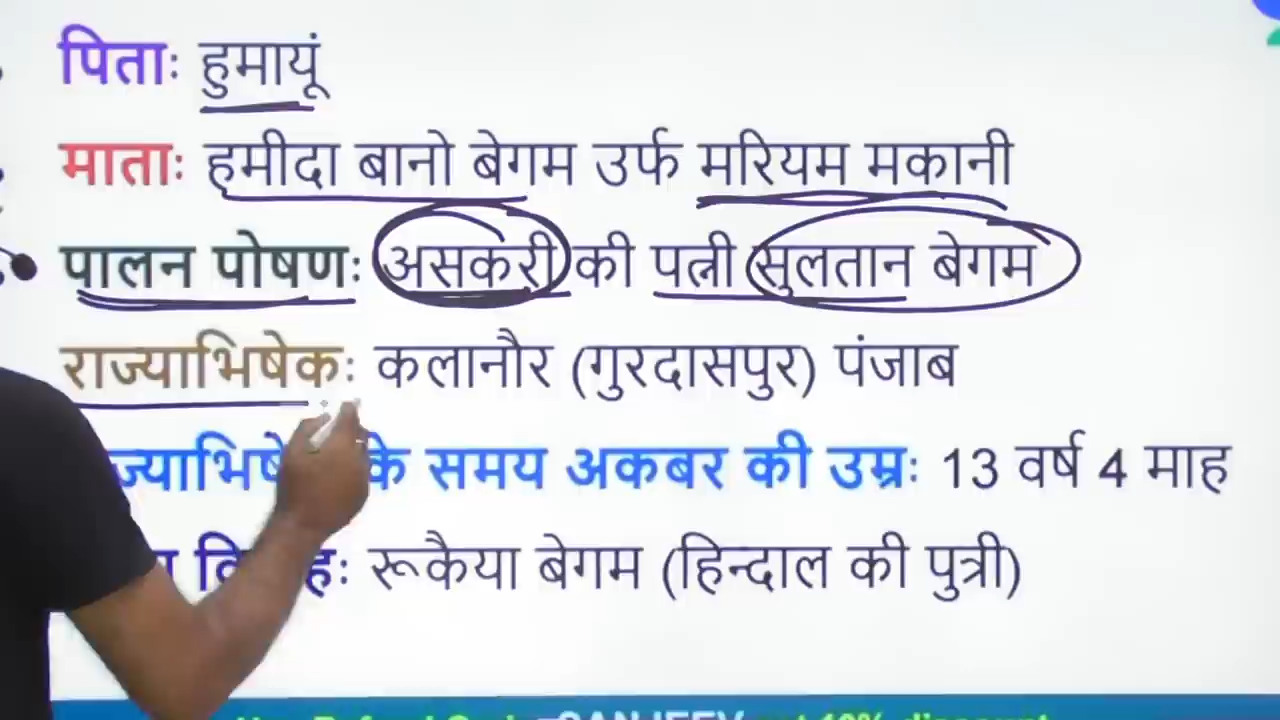 पिताः हुमायूं
माताः हमीदा बानो बेगम उर्फ मरियम मकानी
पालन पोषणः असकरी की पत्नी सुलतान बेगम
राज्याभिषेकः कलानौर (गुरदासपुर) पंजाब
के समय अकबर की उम्रः 13 वर्ष 4 माह
रूकैया बेगम (हिन्दाल की पुत्री)